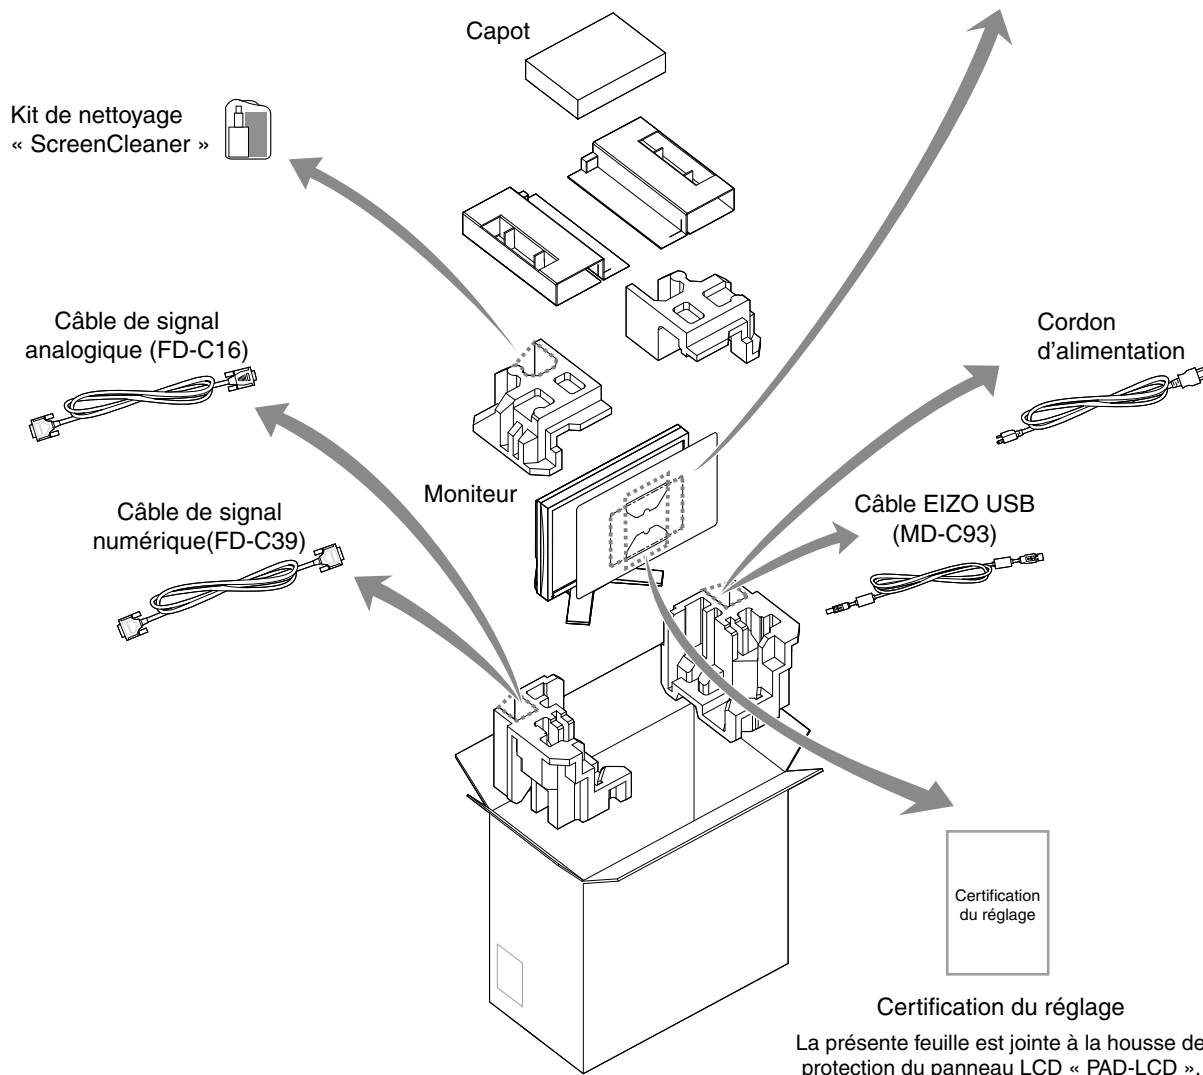 Capot
Kit de nettoyage
« ScreenCleaner »
Câble de signal
analogique (FD-C16)
Cordon
d’alimentation
Moniteur
Câble de signal
numérique(FD-C39)
Câble EIZO USB
(MD-C93)
Certification
du réglage
Certification du réglage
La présente feuille est jointe à la housse de
protection du panneau LCD « PAD-LCD ».